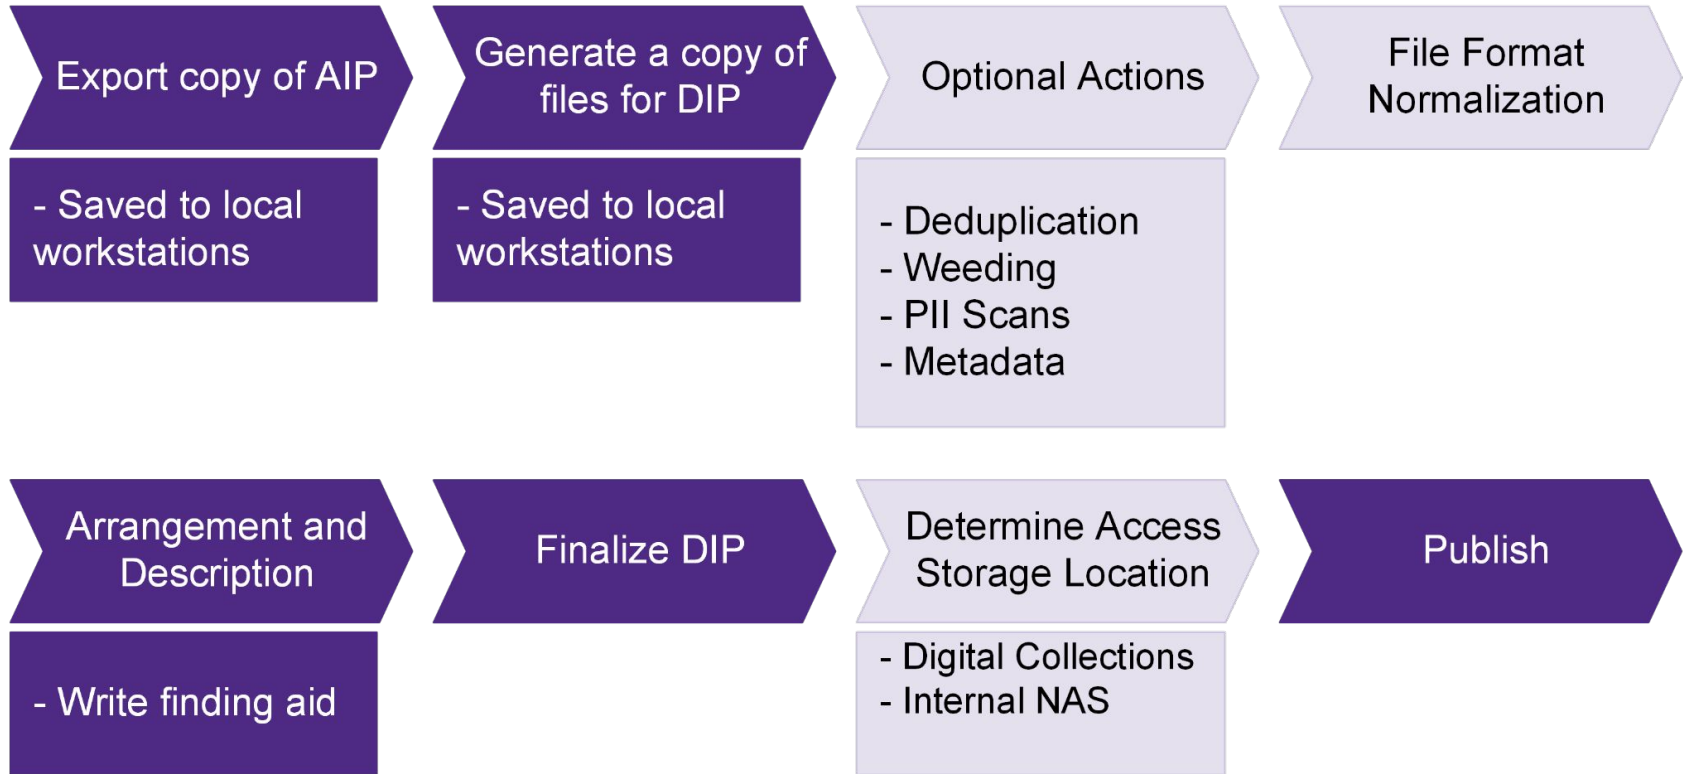 Export copy of AIP
Generate a copy of
files for DIP
Optional Actions
File Format
Normalization
- Saved to local
workstations
- Saved to local
workstations
- Deduplication
- Weeding
- PII Scans
- Metadata
Arrangement and
Description
Finalize DIP
Determine Access
Storage Location
Publish
- Write finding aid
- Digital Collections
- Internal NAS